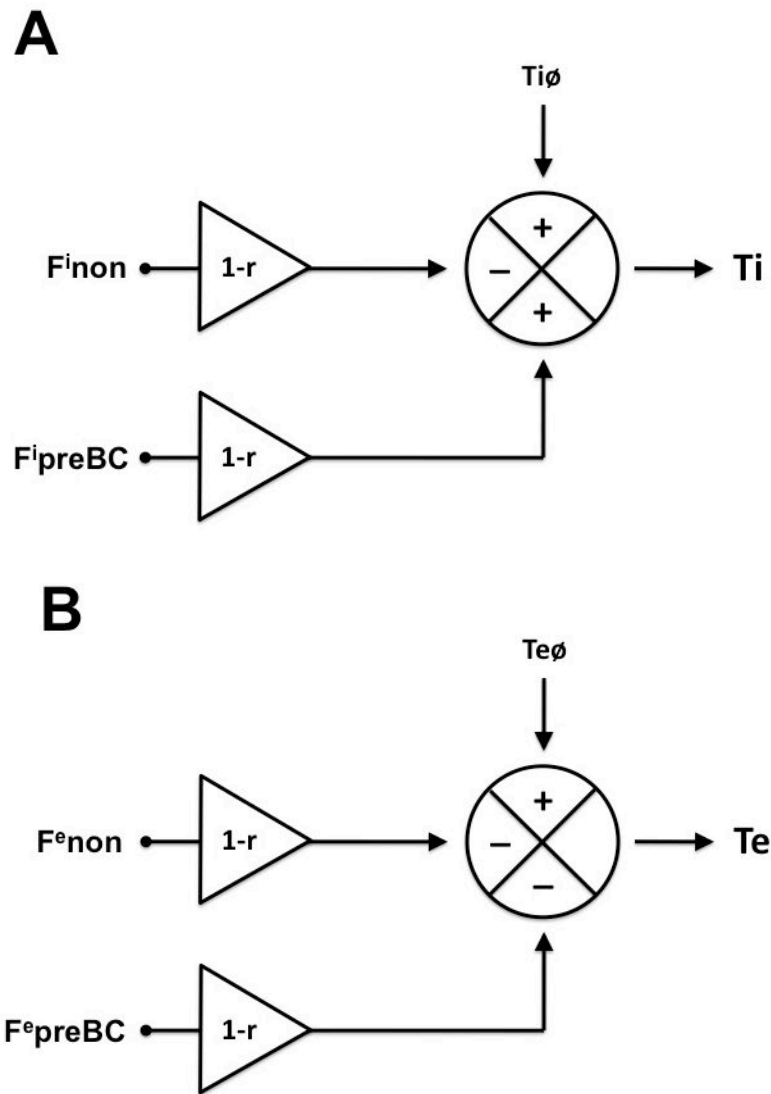 A
Tiø
+
Fⁱnon
1-r
–
Ti
+
FⁱpreBC
1-r
B
Teø
+
Fᵉnon
1-r
–
Te
–
FᵉpreBC
1-r